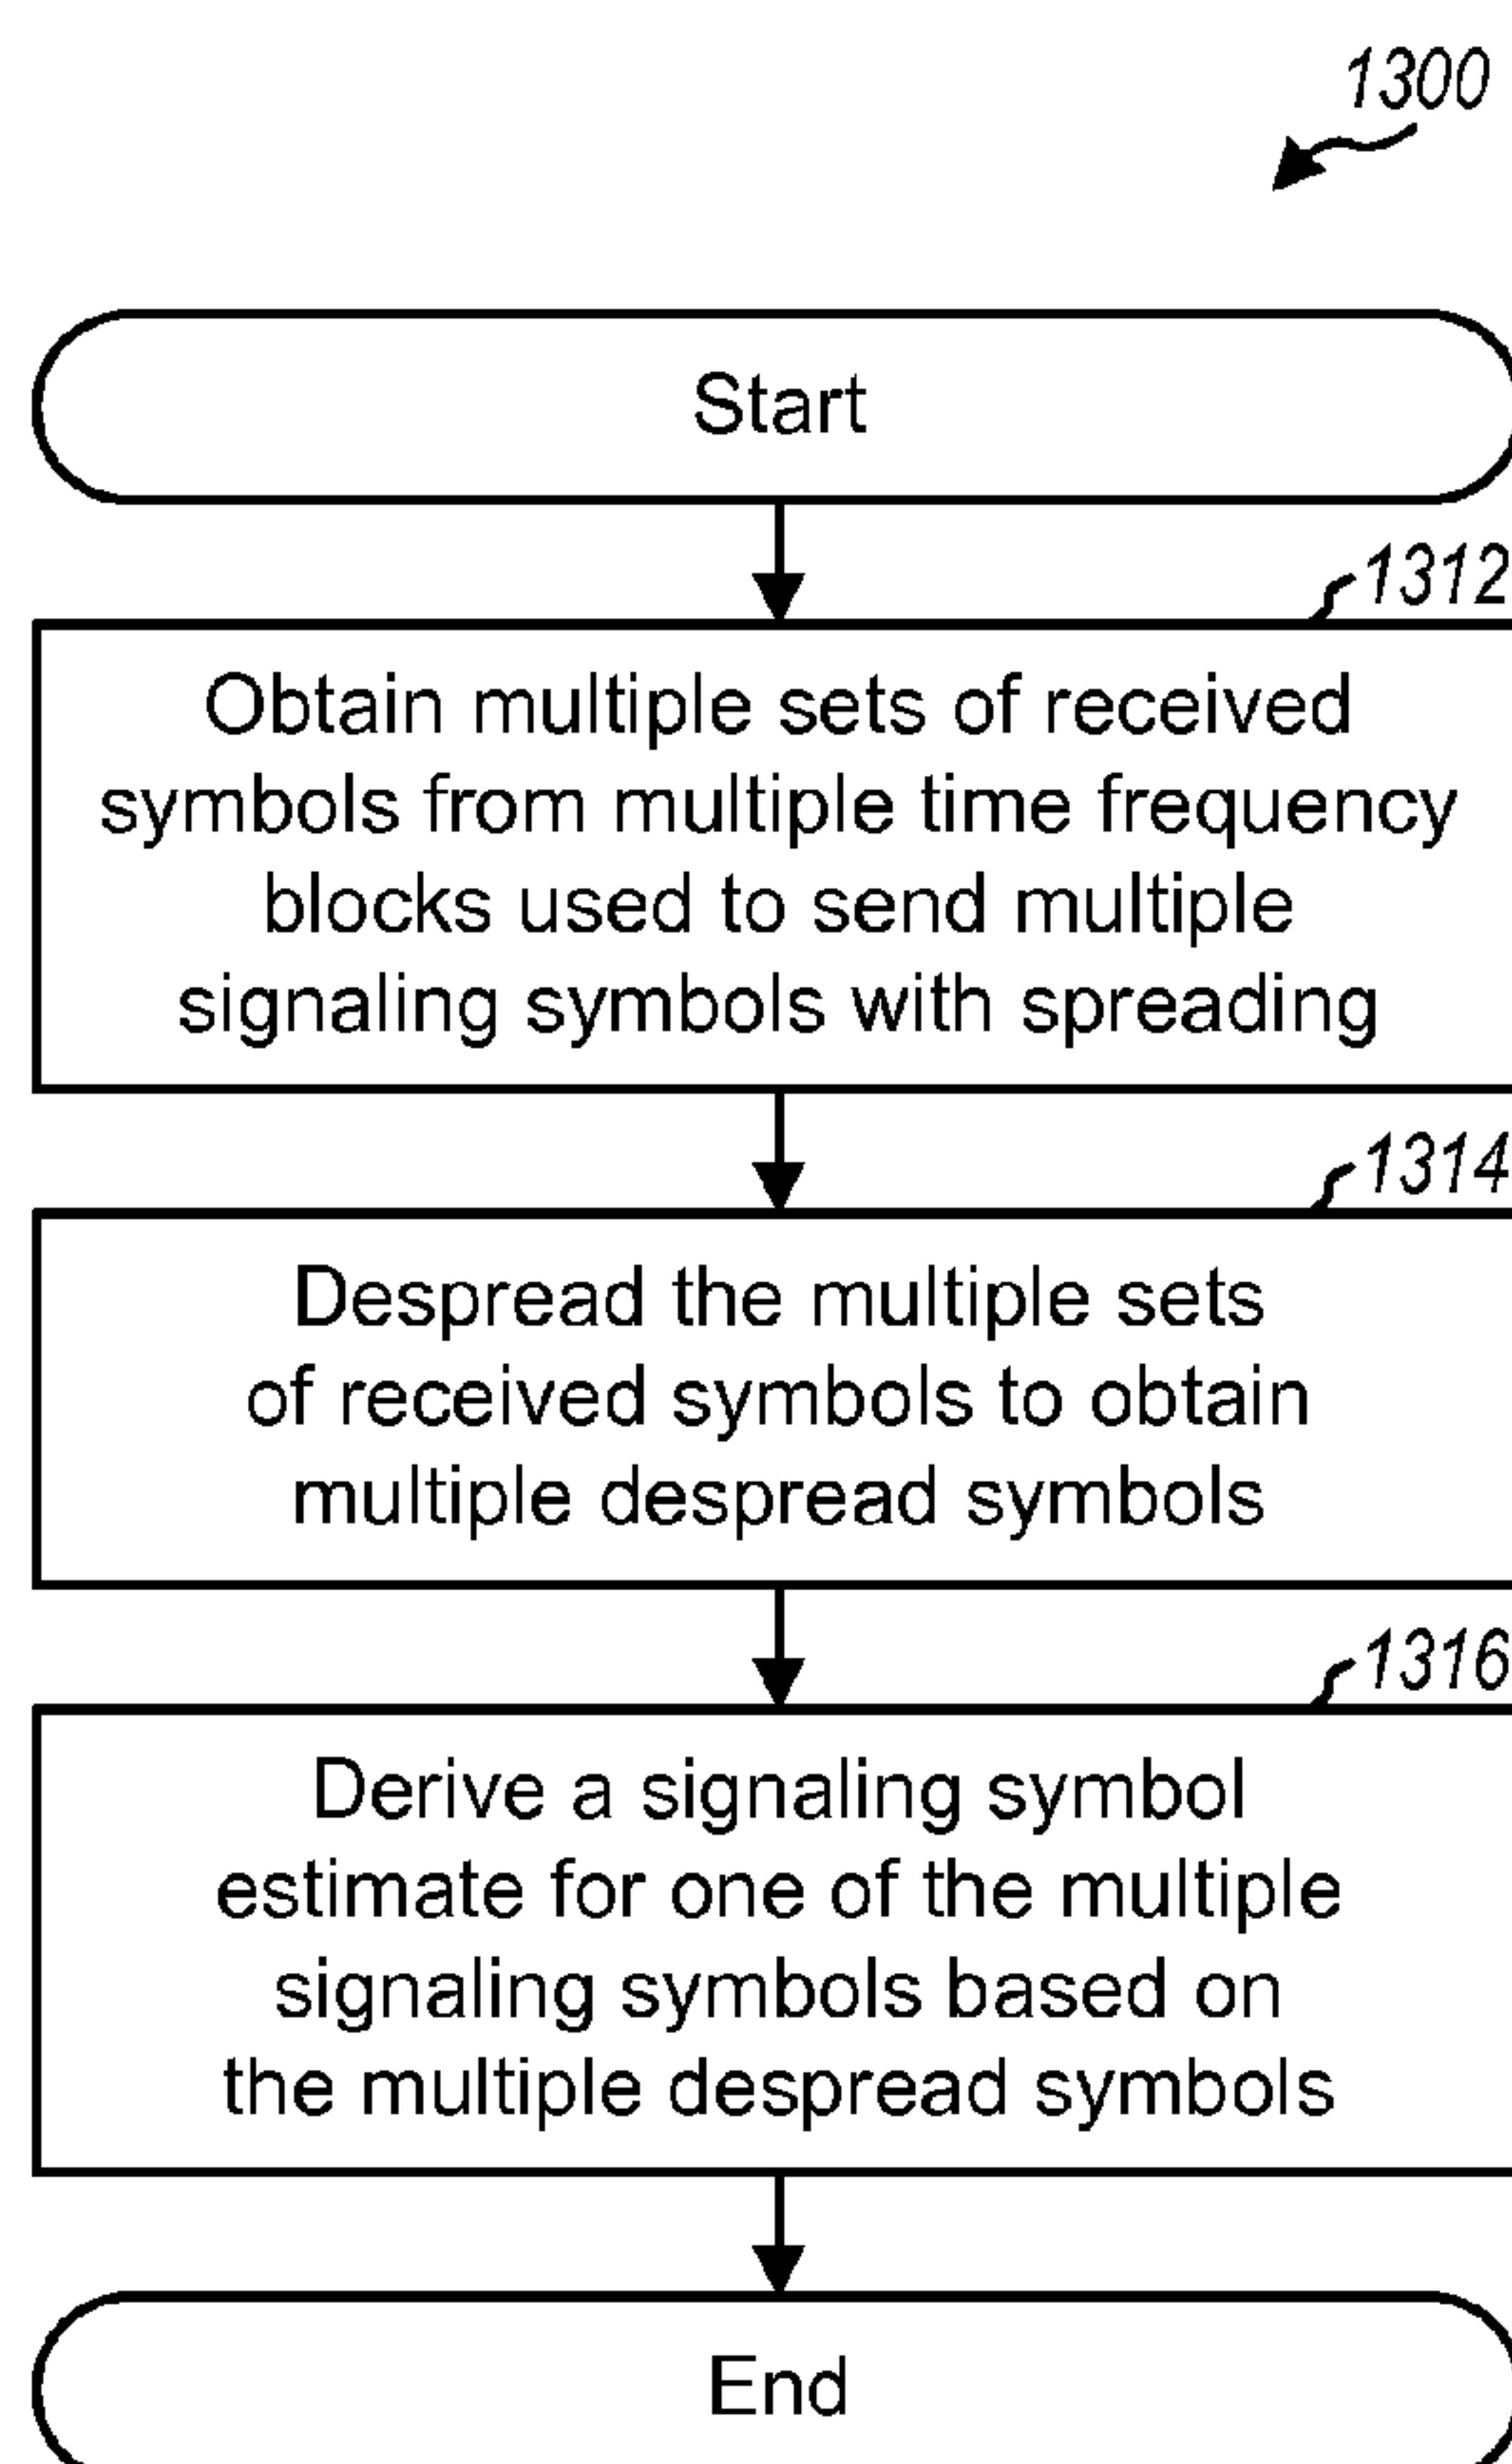 1300
Start
1312
Obtain multiple sets of received
symbols from multiple time frequency
blocks used to send multiple
signaling symbols with spreading
1314
Despread the multiple sets
of received symbols to obtain
multiple despread symbols
1316
Derive a signaling symbol
estimate for one of the multiple
signaling symbols based on
the multiple despread symbols
End